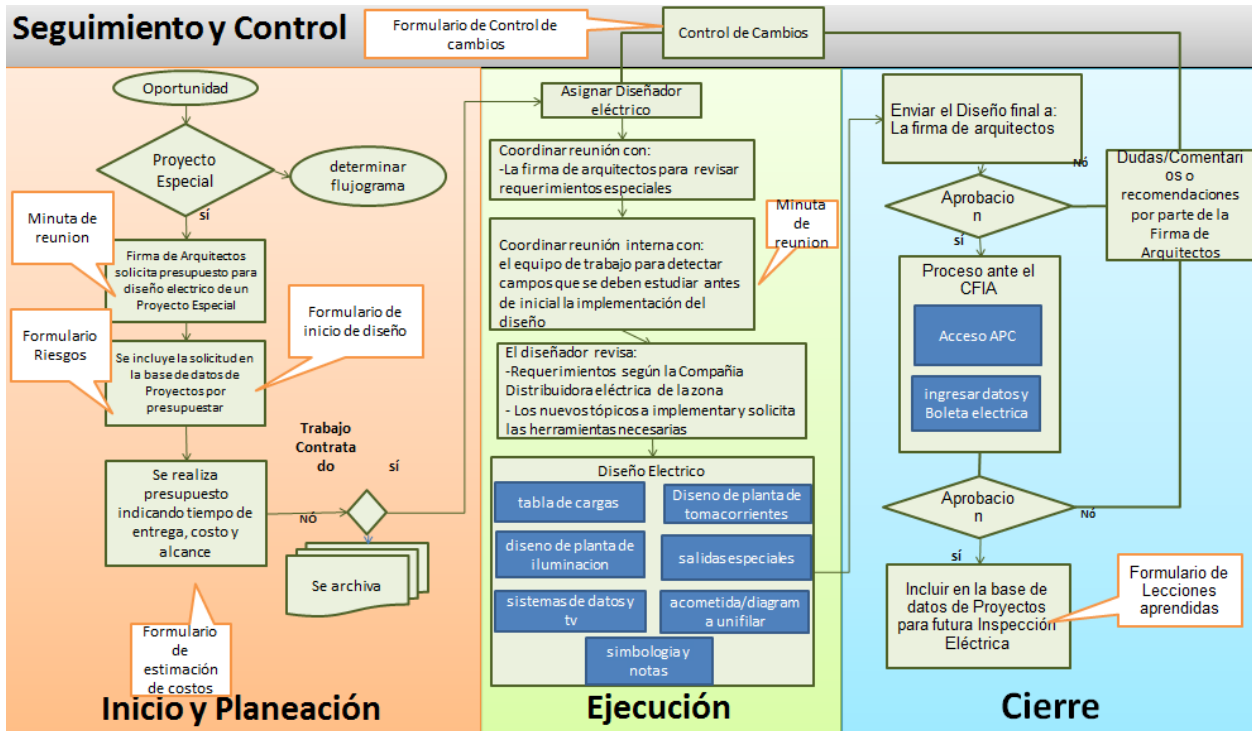 Seguimiento y Control
Formulario de Control de
cambios
Control de Cambios
Oportunidad
Proyecto
Especial
determinar
flujograma
sí
Minuta de
reunion
Firma de Arquitectos
solicita presupuesto para
diseño electrico de un
Proyecto Especial
Formulario
Riesgos
Formulario de
inicio de diseño
Se incluye la solicitud en
la base de datos de
Proyectos por
presupuestar
Trabajo
Contrata
do
sí
Se realiza
presupuesto
indicando tiempo de
entrega, costo y
alcance
NÓ
Se archiva
Formulario
de
estimación
de costos
Inicio y Planeación
Asignar Diseñador
eléctrico
Coordinar reunión con:
-La firma de arquitectos para revisar
requerimientos especiales
Minuta
de
reunion
Coordinar reunión interna con:
el equipo de trabajo para detectar
campos que se deben estudiar antes
de inicial la implementación del
diseño
El diseñador revisa:
-Requerimientos según la Compañia
Distribuidora eléctrica de la zona
- Los nuevos tópicos a implementar y solicita
las herramientas necesarias
Diseño Electrico
tabla de cargas
Diseno de planta de
tomacorrientes
diseno de planta de
iluminacion
salidas especiales
sistemas de datos y
tv
acometida/diagram
a unifilar
simbologia y
notas
Ejecución
Enviar el Diseño final a:
La firma de arquitectos
Nó
Dudas/Comentari
os o
recomendaciones
por parte de la
Firma de
Arquitectos
Aprobacio
n
sí
Proceso ante el
CFIA
Acceso APC
ingresar datos y
Boleta electrica
Aprobacio
n
Nó
sí
Incluir en la base de
datos de Proyectos
para futura Inspección
Eléctrica
Formulario de
Lecciones
aprendidas
Cierre